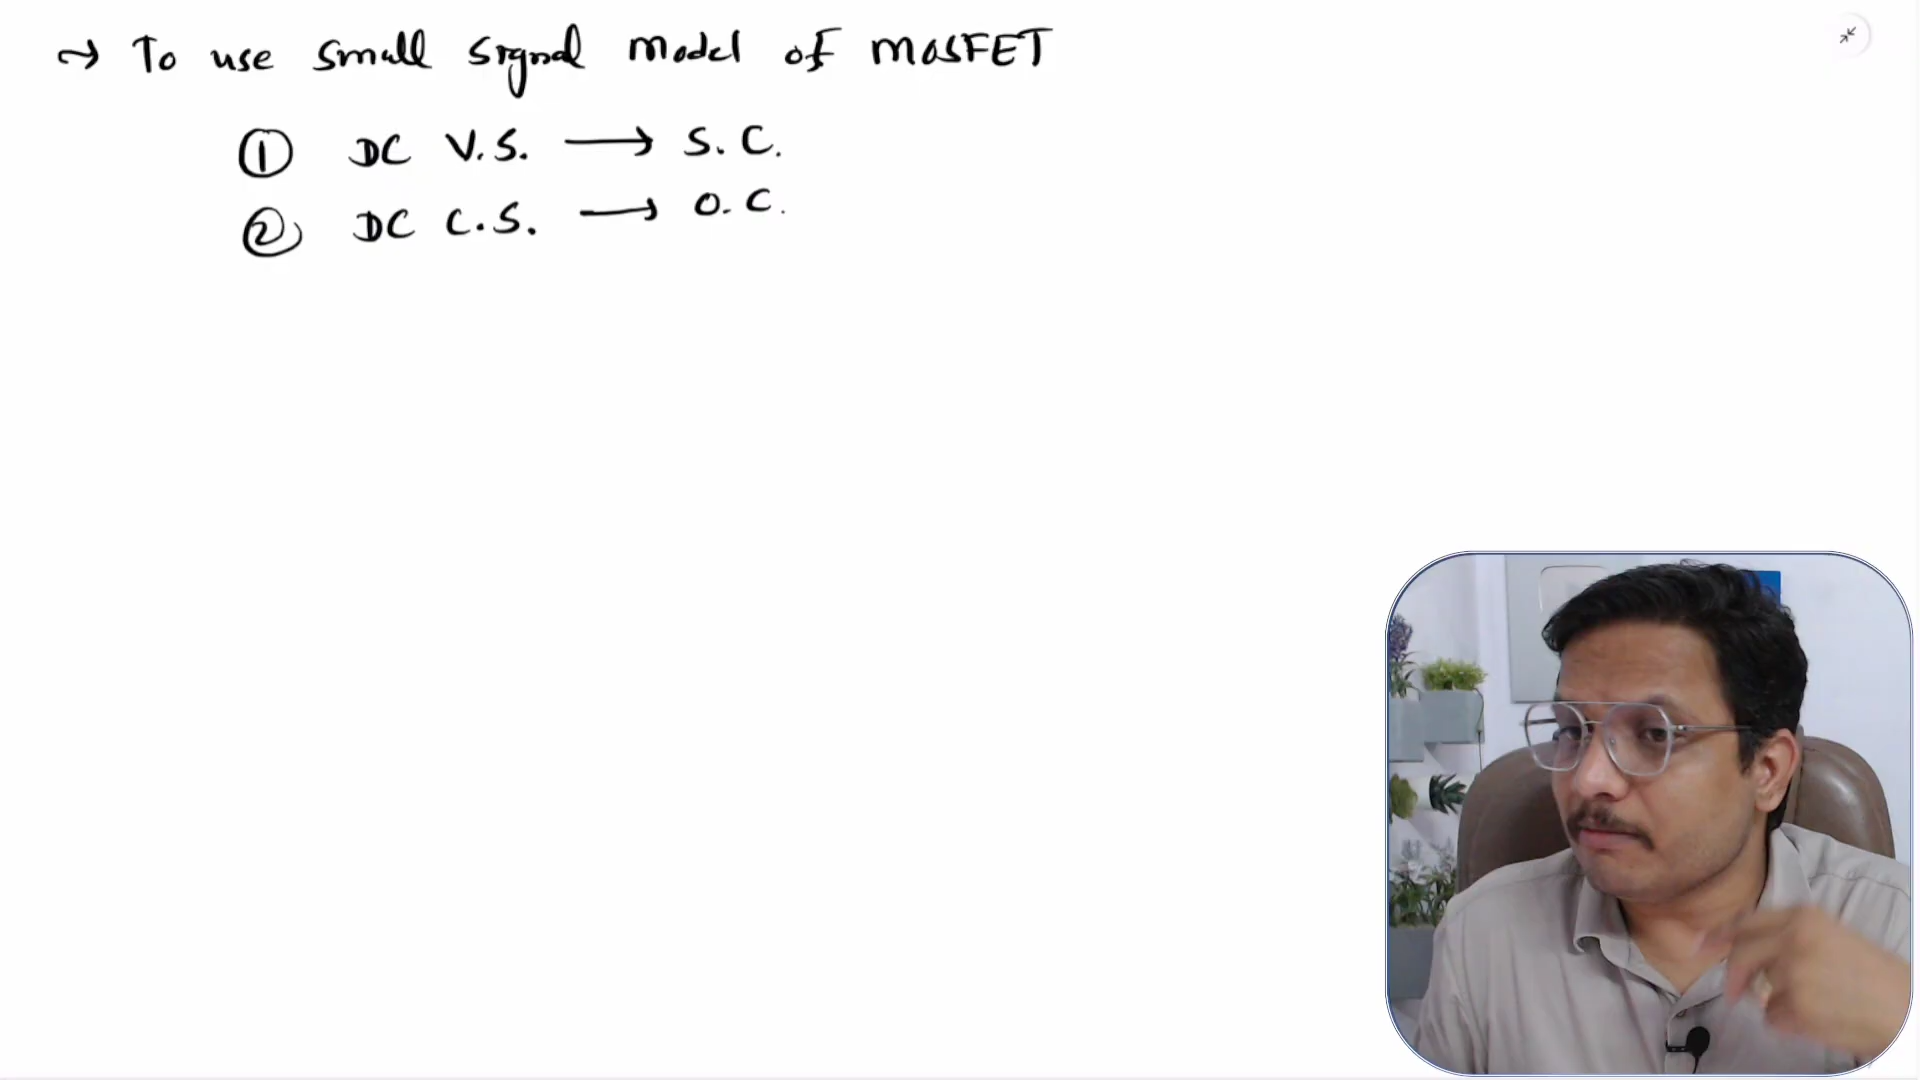 → To use small signal model of MOSFET
① DC V.S. → S.C.
② DC C.S. → O.C.